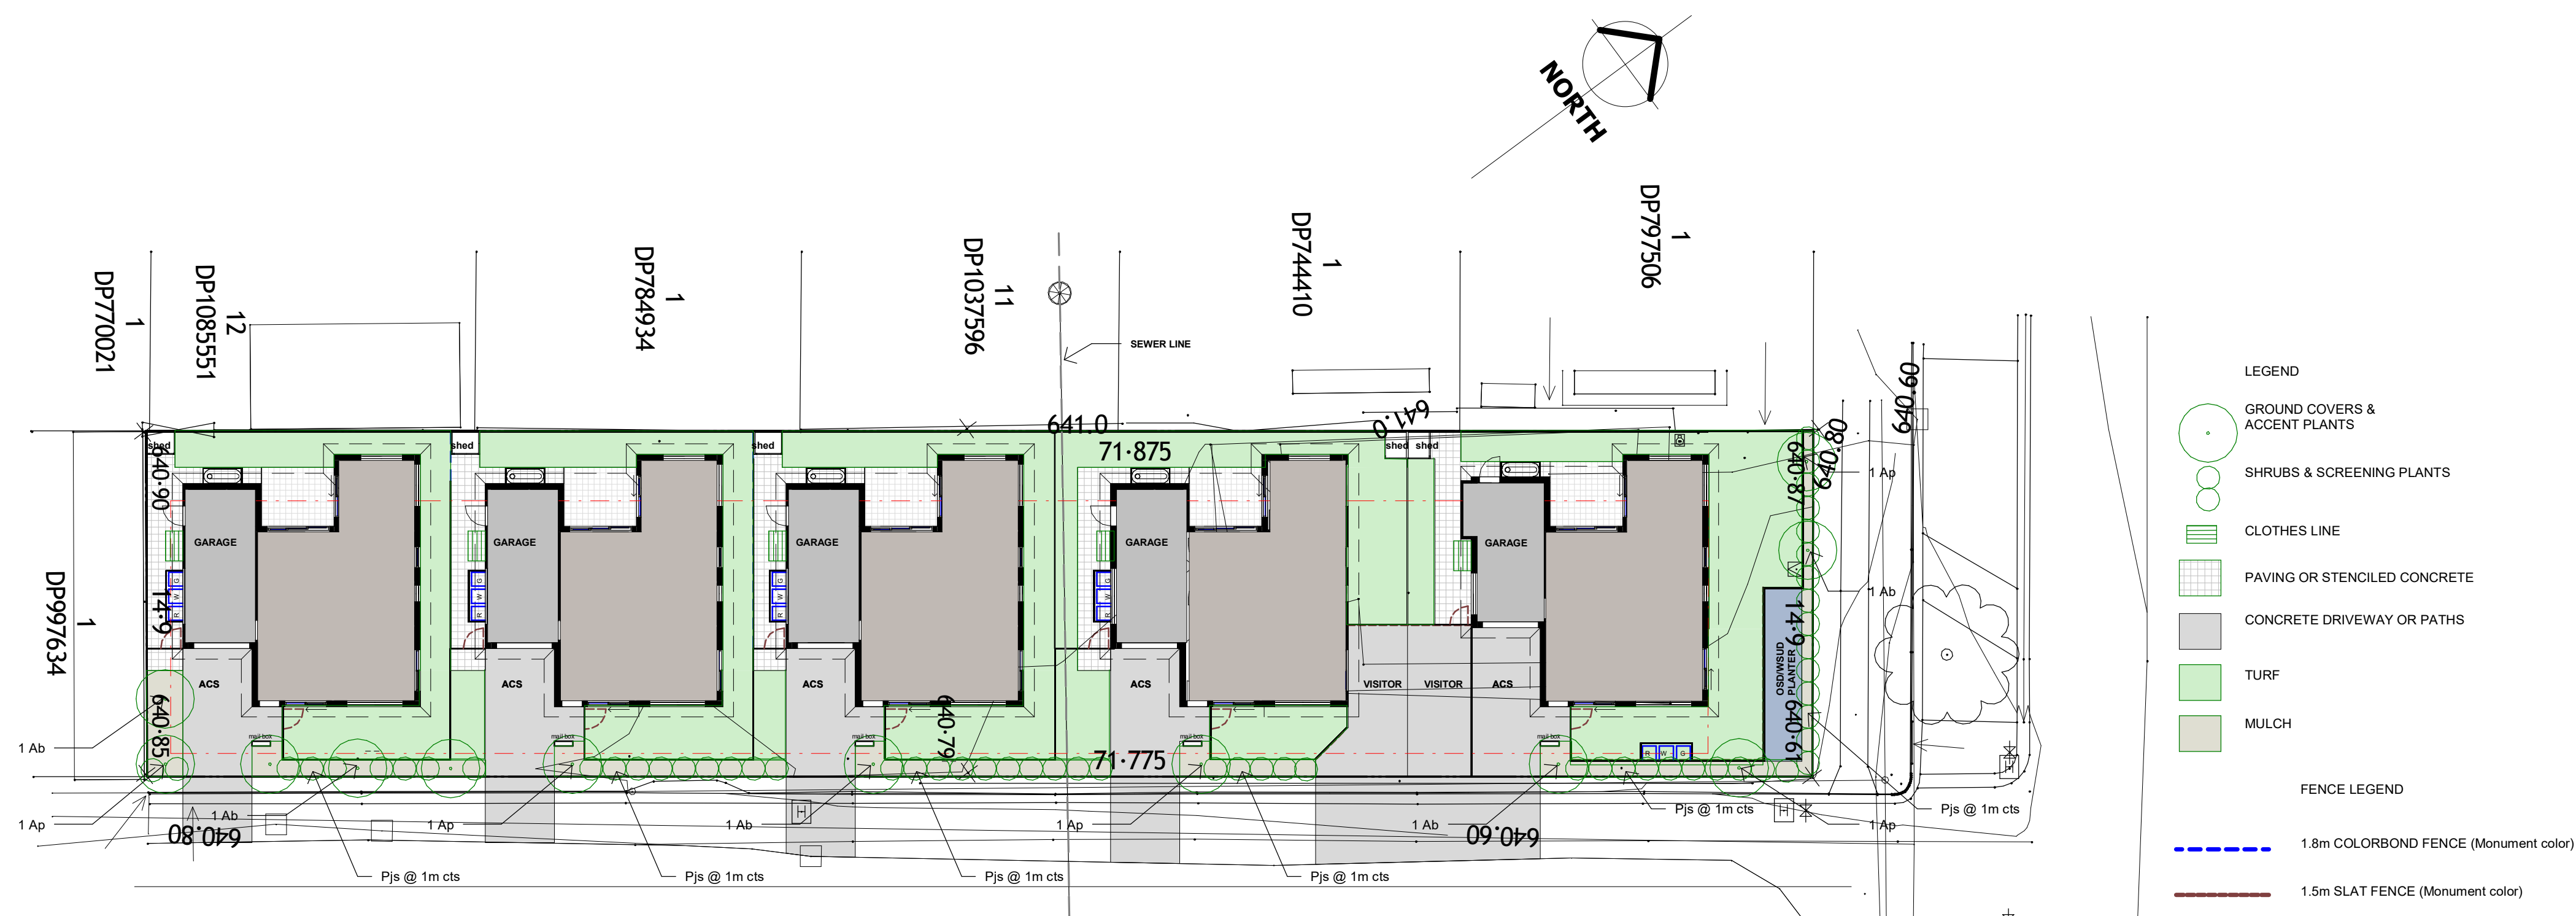 NORTH
1
DP770021
12
DP1085551
1
DP784934
11
DP1037596
1
DP744410
1
DP797506
SEWER LINE
641.0
641.0
71·875
640.60
640.80
640·87
640·90
shed
shed
shed
shed
shed
1 Ap
1 Ab
GARAGE
GARAGE
GARAGE
GARAGE
GARAGE
G
W
R
G
W
R
G
W
R
G
W
R
1
DP997634
14·9
14·9
OSD/WSUD
PLANTER
640·61
ACS
ACS
ACS
ACS
VISITOR
VISITOR
ACS
640·85
640·79
mail box
mail box
mail box
mail box
mail box
R W G
71·775
1 Ab
1 Ap
1 Ab
1 Ap
1 Ab
1 Ap
1 Ab
1 Ap
Pjs @ 1m cts
Pjs @ 1m cts
H
H
H
640.80
640.60
Pjs @ 1m cts
Pjs @ 1m cts
Pjs @ 1m cts
Pjs @ 1m cts
LEGEND
GROUND COVERS &
ACCENT PLANTS
SHRUBS & SCREENING PLANTS
CLOTHES LINE
PAVING OR STENCILED CONCRETE
CONCRETE DRIVEWAY OR PATHS
TURF
MULCH
FENCE LEGEND
1.8m COLORBOND FENCE (Monument color)
1.5m SLAT FENCE (Monument color)